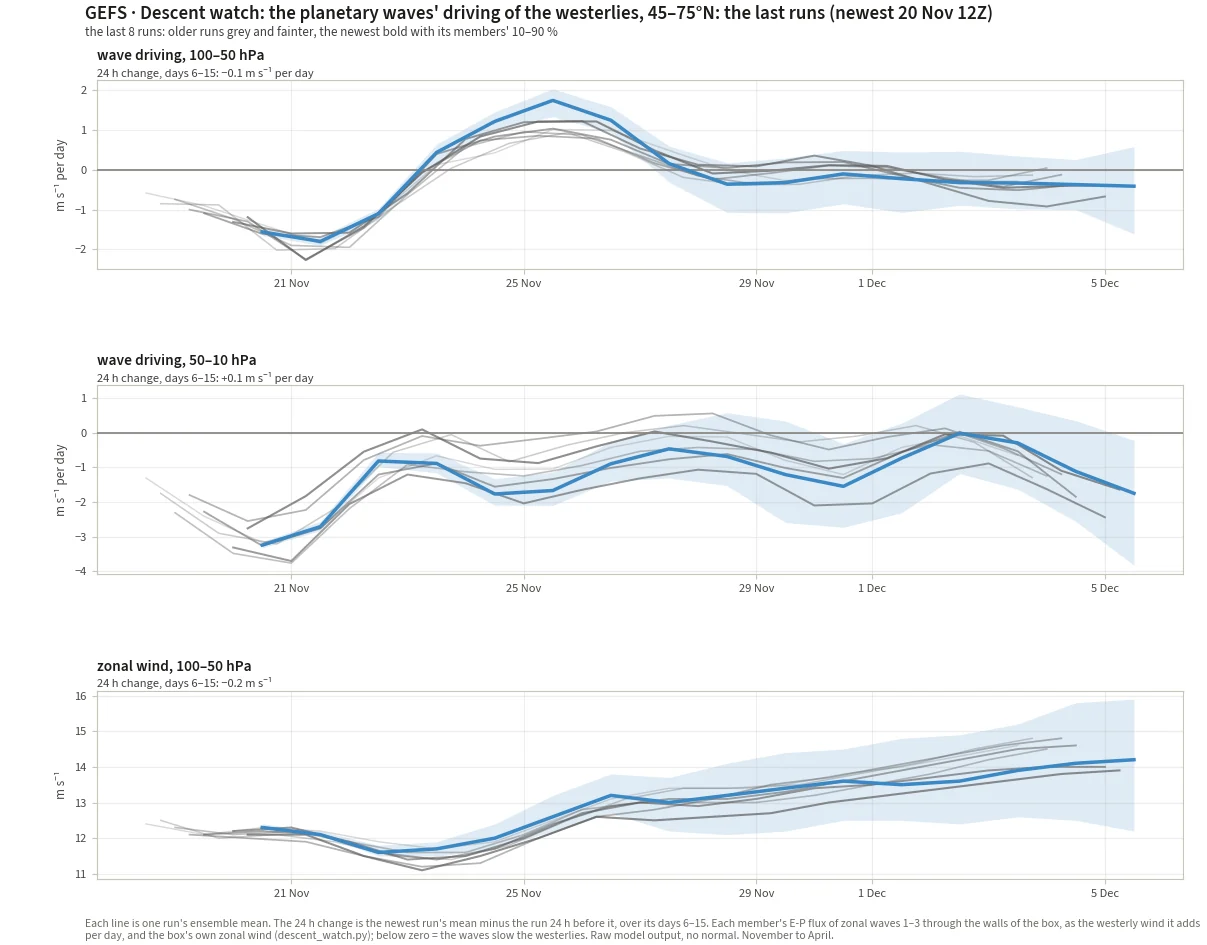 GEFS · Descent watch: the planetary waves' driving of the westerlies, 45–75°N: the last runs (newest 20 Nov 12Z)
the last 8 runs: older runs grey and fainter, the newest bold with its members' 10–90 %
wave driving, 100–50 hPa
24 h change, days 6–15: −0.1 m s⁻¹ per day
m s⁻¹ per day
2
1
0
−1
−2
21 Nov
25 Nov
29 Nov
1 Dec
5 Dec
wave driving, 50–10 hPa
24 h change, days 6–15: +0.1 m s⁻¹ per day
m s⁻¹ per day
1
0
−1
−2
−3
−4
21 Nov
25 Nov
29 Nov
1 Dec
5 Dec
zonal wind, 100–50 hPa
24 h change, days 6–15: −0.2 m s⁻¹
m s⁻¹
16
15
14
13
12
11
21 Nov
25 Nov
29 Nov
1 Dec
5 Dec
Each line is one run's ensemble mean. The 24 h change is the newest run's mean minus the run 24 h before it, over its days 6–15. Each member's E-P flux of zonal waves 1–3 through the walls of the box, as the westerly wind it adds
per day, and the box's own zonal wind (descent_watch.py); below zero = the waves slow the westerlies. Raw model output, no normal. November to April.